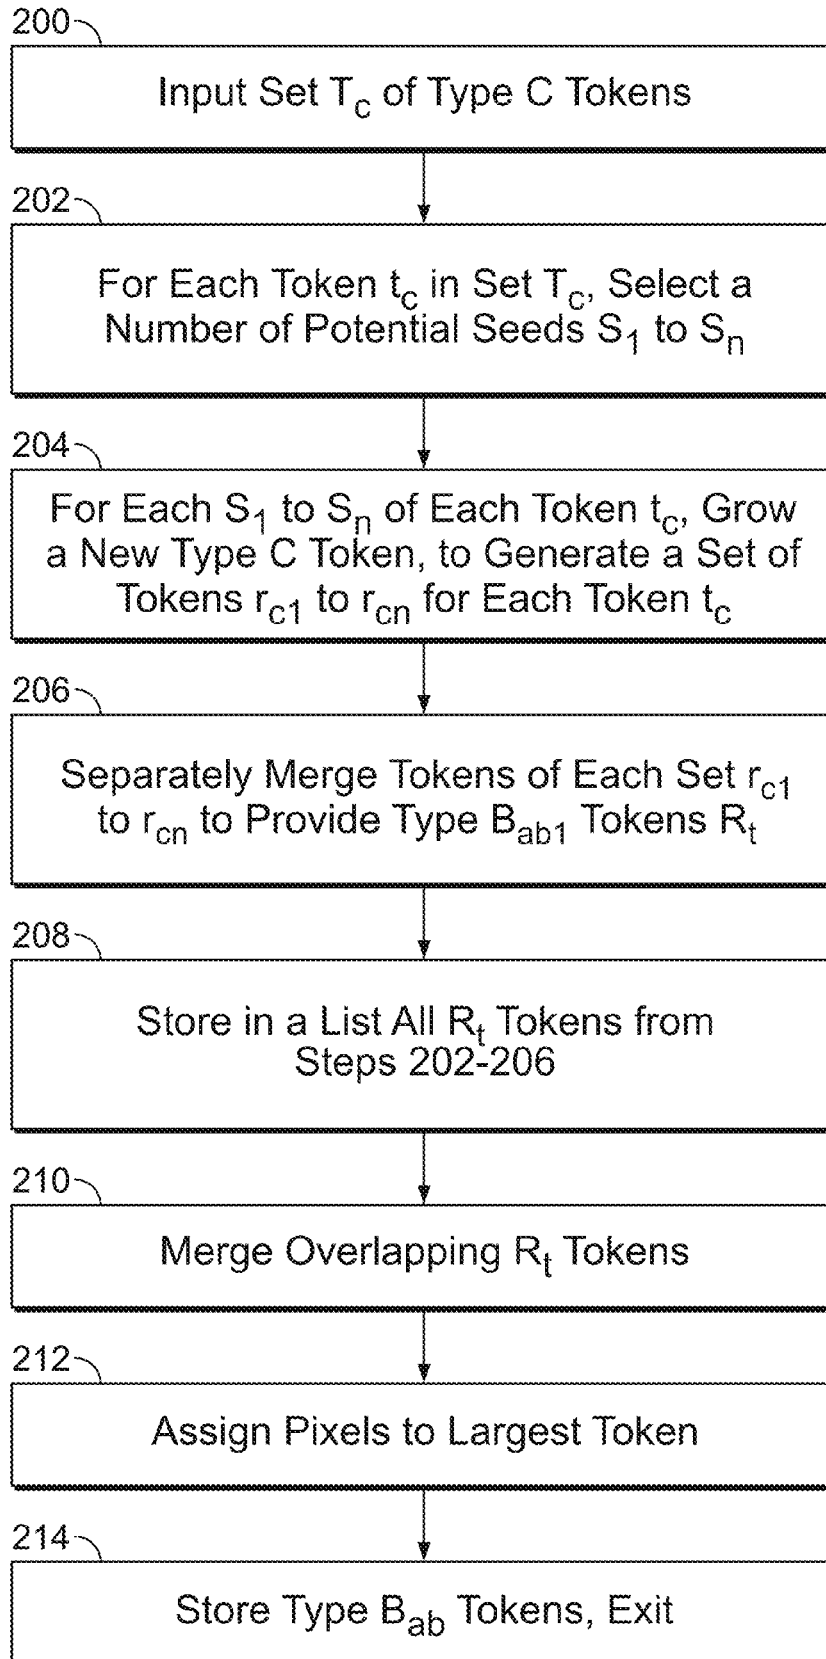 200
Input Set Tc of Type C Tokens
202
For Each Token tc in Set Tc, Select a
Number of Potential Seeds S1 to Sn
204
For Each S1 to Sn of Each Token tc, Grow
a New Type C Token, to Generate a Set of
Tokens rc1 to rcn for Each Token tc
206
Separately Merge Tokens of Each Set rc1
to rcn to Provide Type Bab1 Tokens Rt
208
Store in a List All Rt Tokens from
Steps 202-206
210
Merge Overlapping Rt Tokens
212
Assign Pixels to Largest Token
214
Store Type Bab Tokens, Exit